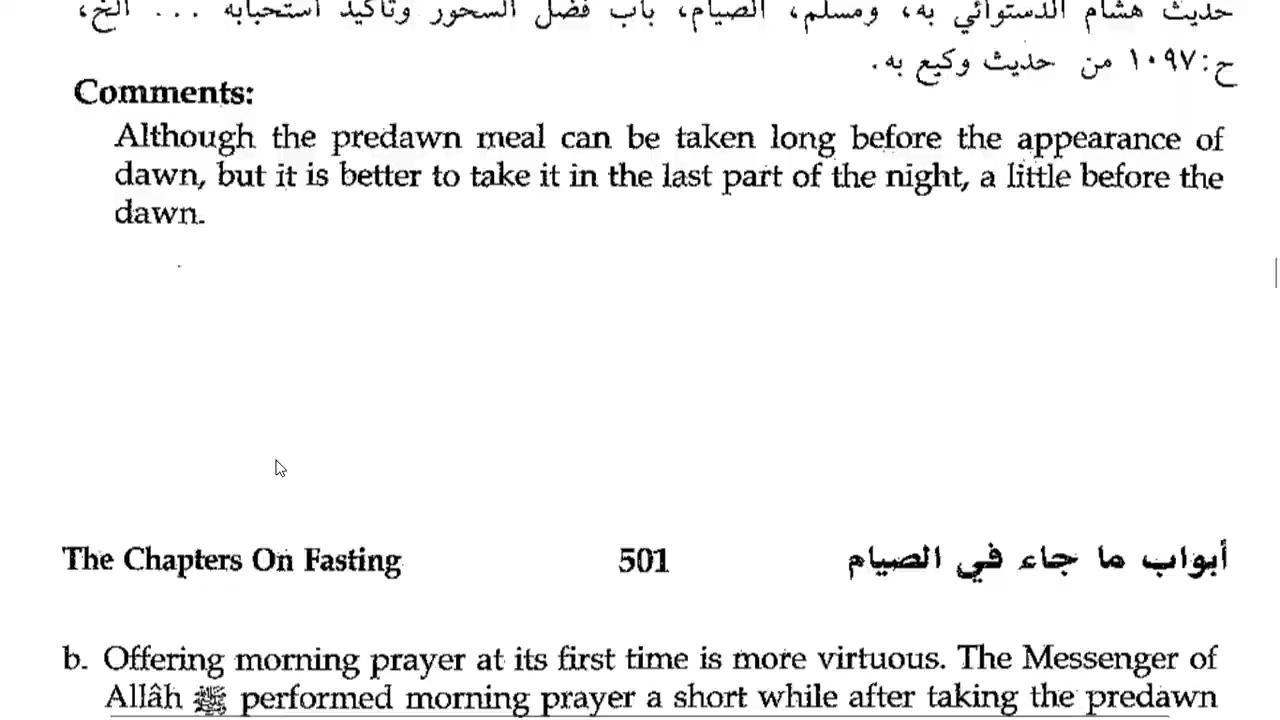 حديث هشام الدستوائي به، ومسلم، الصيام، باب فضل السحور وتأكيد استحبابه ... الخ،
ح:١٠٩٧ من حديث وكيع به.
Comments:
Although the predawn meal can be taken long before the appearance of
dawn, but it is better to take it in the last part of the night, a little before the
dawn.
The Chapters On Fasting 501 أبواب ما جاء في الصيام
b. Offering morning prayer at its first time is more virtuous. The Messenger of
Allâh ﷺ performed morning prayer a short while after taking the predawn